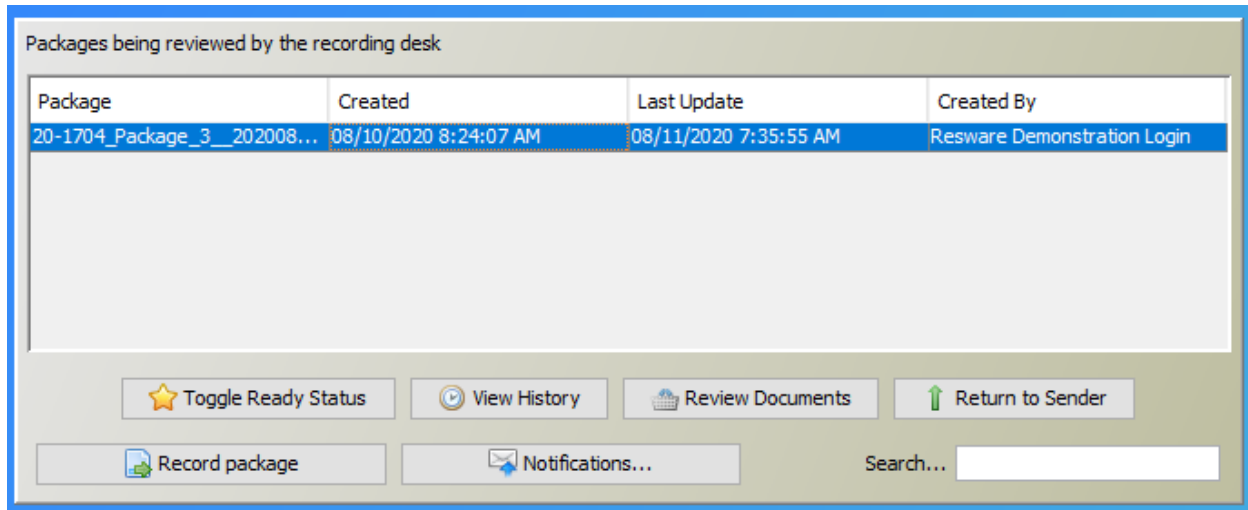 Packages being reviewed by the recording desk
Package Created Last Update Created By
20-1704_Package_3__202008... 08/10/2020 8:24:07 AM 08/11/2020 7:35:55 AM Resware Demonstration Login
Toggle Ready Status View History Review Documents Return to Sender
Record package Notifications... Search...